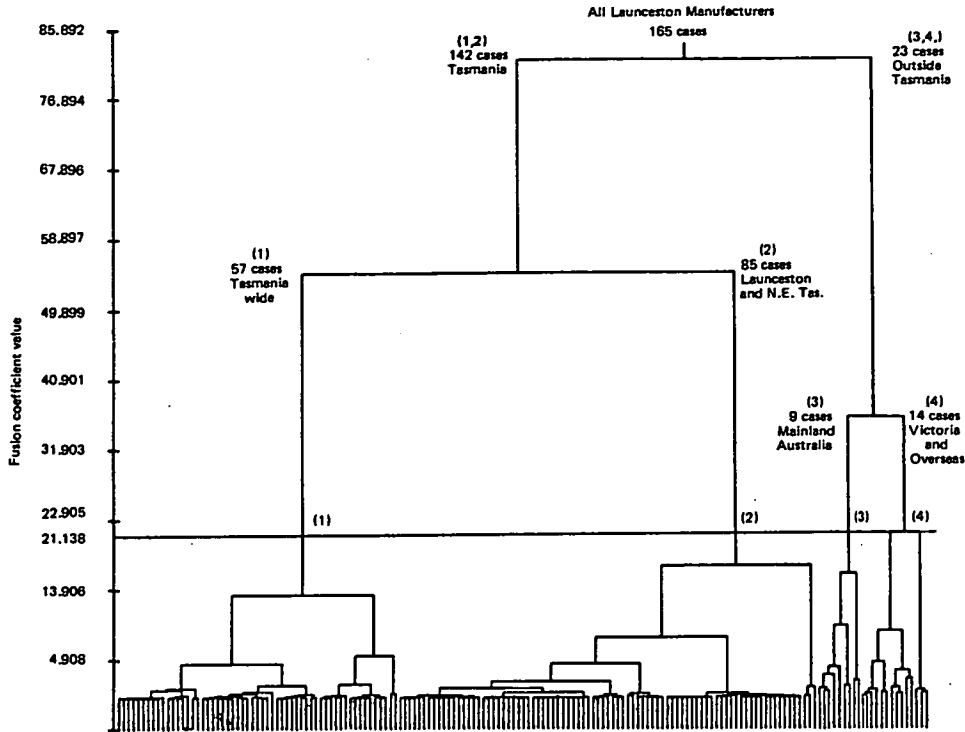 All Launceston Manufacturers
165 cases
(1,2)
142 cases
Tasmania
(3,4,)
23 cases
Outside
Tasmania
85.892
76.894
67.896
58.897
49.899
40.901
31.903
22.905
21.138
13.906
4.908
Fusion coefficient value
(1)
57 cases
Tasmania
wide
(2)
85 cases
Launceston
and N.E. Tas.
(3)
9 cases
Mainland
Australia
(4)
14 cases
Victoria
and
Overseas
(1)
(2)
(3)
(4)